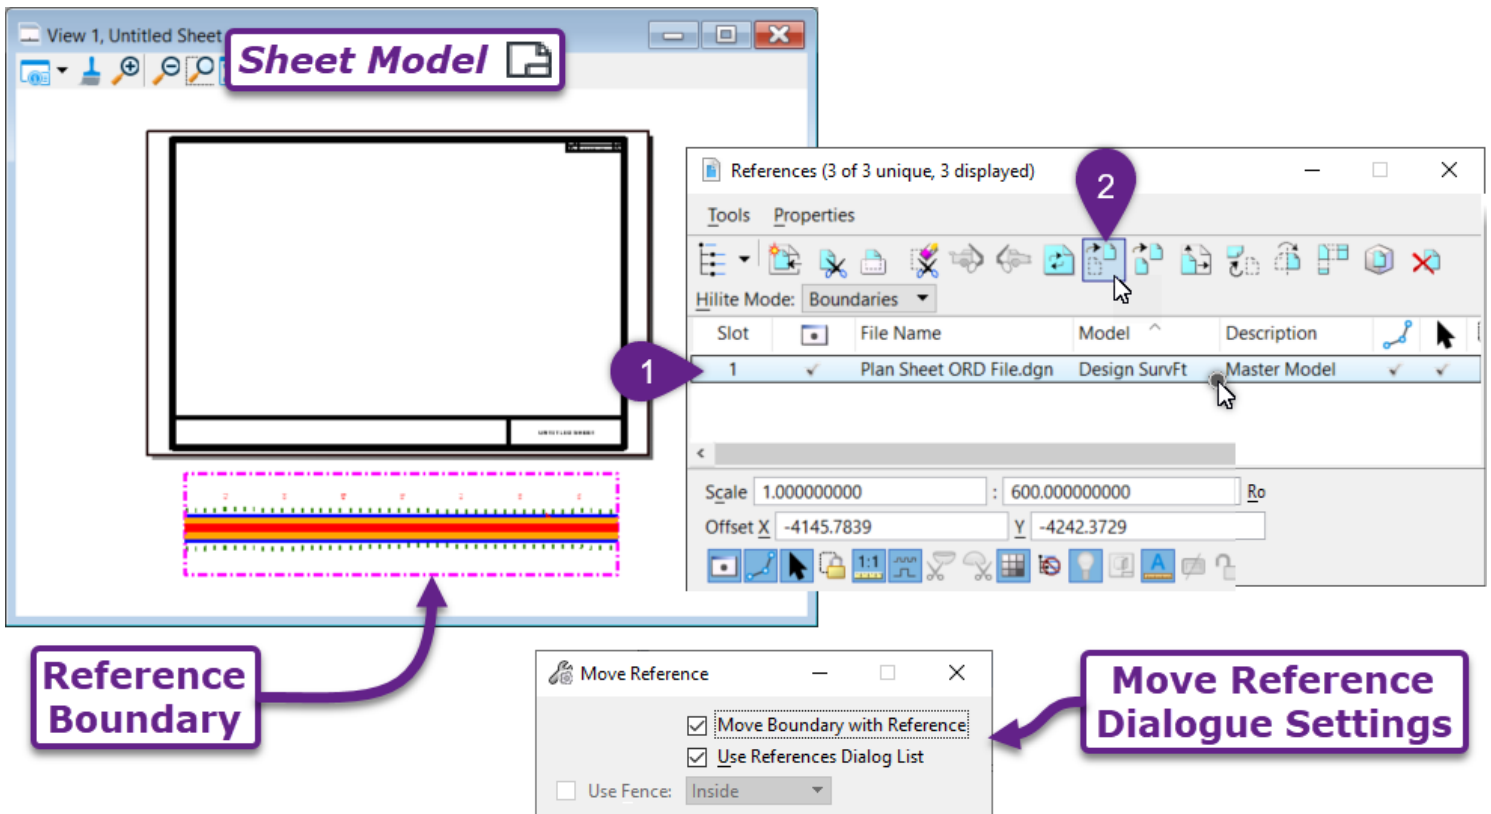 View 1, Untitled Sheet
Sheet Model
References (3 of 3 unique, 3 displayed)
2
Tools Properties
Hilite Mode: Boundaries
Slot File Name Model Description
1
1 Plan Sheet ORD File.dgn Design SurvFt Master Model
Scale 1.000000000 : 600.000000000 Ro
Offset X -4145.7839 Y -4242.3729
1:1
A
Reference
Boundary
Move Reference
Move Boundary with Reference
Use References Dialog List
Use Fence: Inside
Move Reference
Dialogue Settings